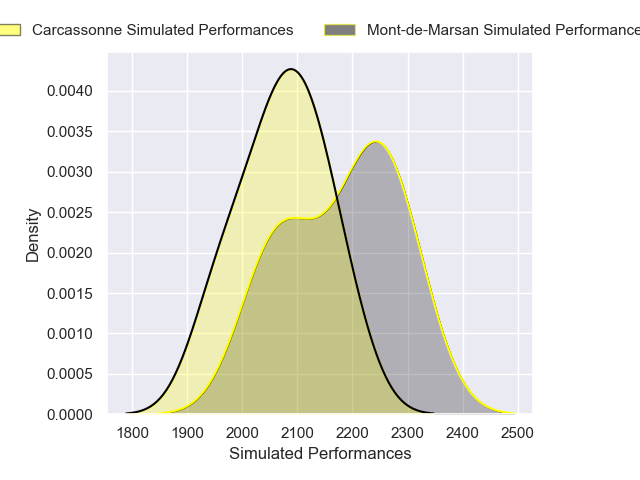 Carcassonne Simulated Performances Mont-de-Marsan Simulated Performance
0.0040
0.0035
0.0030
0.0025
0.0020
0.0015
0.0010
0.0005
0.0000
Density
1800 1900 2000 2100 2200 2300 2400 2500
Simulated Performances